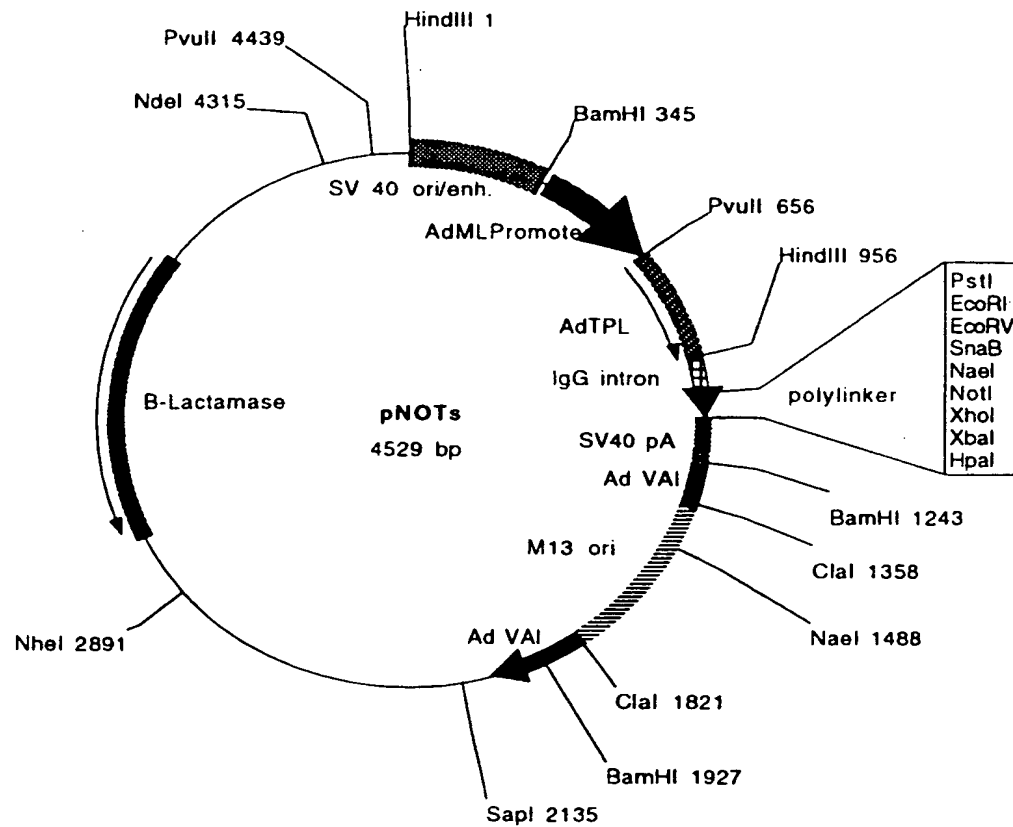 HindIII 1
PvuII 4439
NdeI 4315
BamHI 345
SV 40 ori/enh.
AdMLPromote
PvuII 656
HindIII 956
AdTPL
IgG intron
polylinker
PstI
EcoRI
EcoRV
SnaB
NaeI
NotI
XhoI
XbaI
HpaI
B-Lactamase
pNOTs
4529 bp
SV40 pA
Ad VAI
BamHI 1243
M13 ori
ClaI 1358
NaeI 1488
NheI 2891
Ad VAI
ClaI 1821
BamHI 1927
SapI 2135